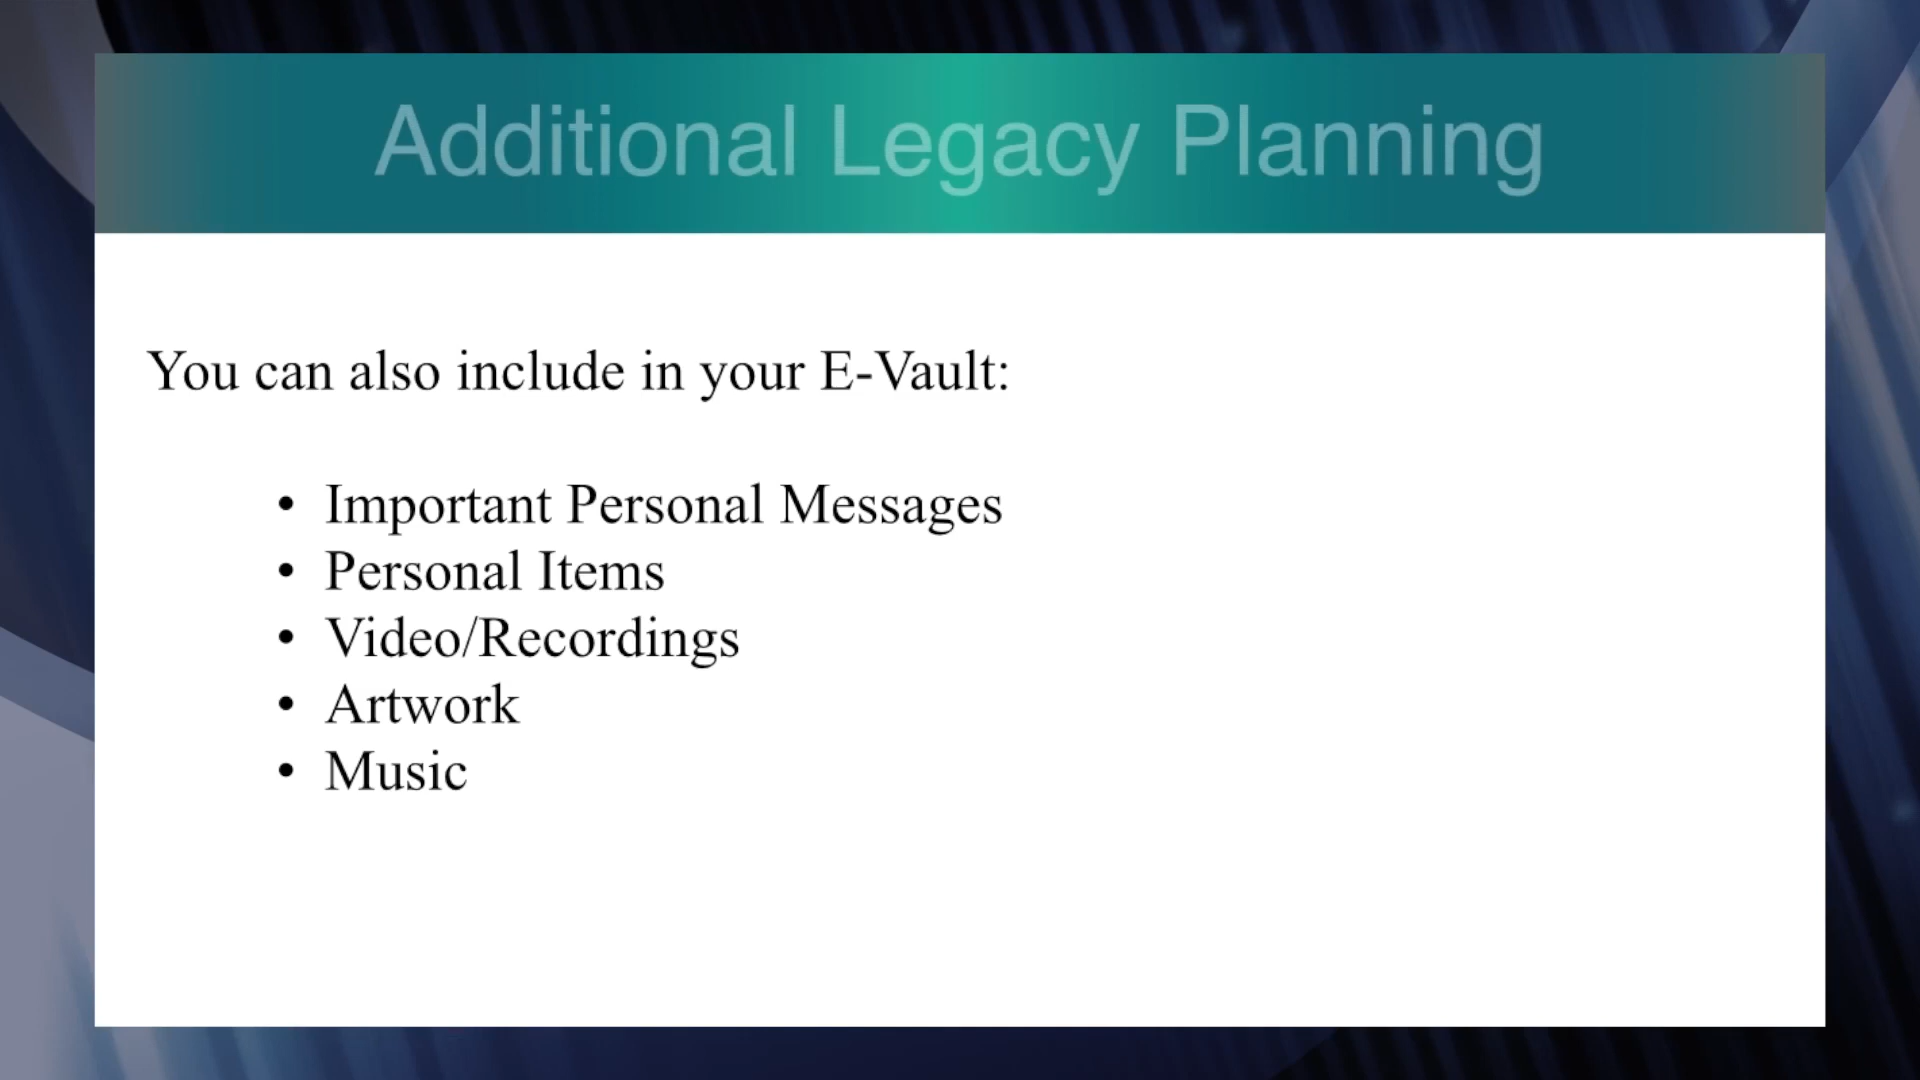 Additional Legacy Planning
You can also include in your E-Vault:
• Important Personal Messages
• Personal Items
• Video/Recordings
• Artwork
• Music